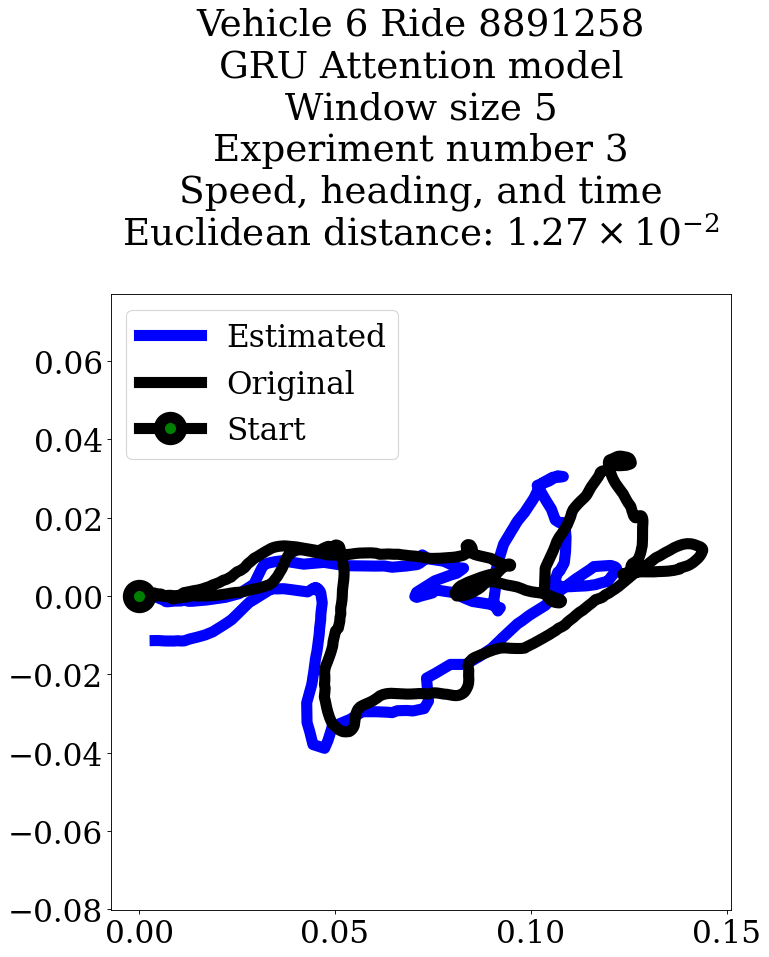 Vehicle 6 Ride 8891258
GRU Attention model
Window size 5
Experiment number 3
Speed, heading, and time
Euclidean distance: 1.27 × 10⁻²
Estimated
Original
Start
0.06
0.04
0.02
0.00
−0.02
−0.04
−0.06
−0.08
0.00 0.05 0.10 0.15